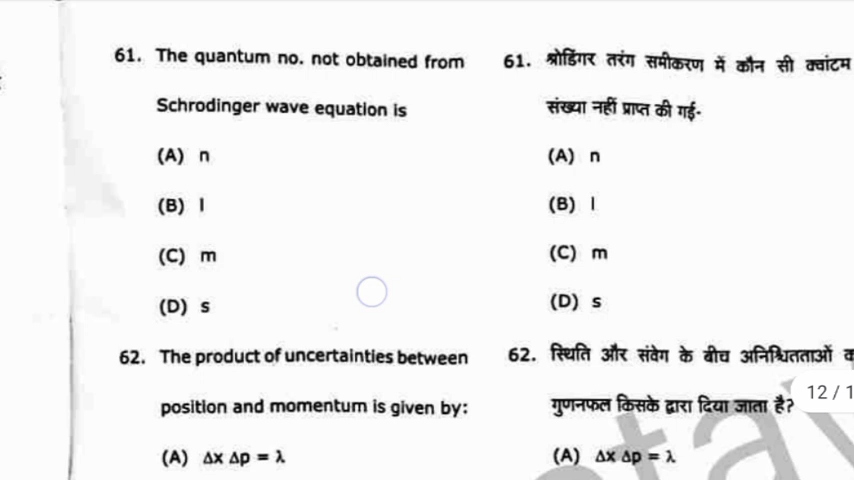 61. The quantum no. not obtained from
Schrodinger wave equation is
(A) n
(B) l
(C) m
(D) s
62. The product of uncertainties between
position and momentum is given by:
(A) Δx Δp = λ
61. श्रोडिंगर तरंग समीकरण में कौन सी क्वांटम
संख्या नहीं प्राप्त की गई-
(A) n
(B) l
(C) m
(D) s
62. स्थिति और संवेग के बीच अनिश्चितताओं
गुणनफल किसके द्वारा दिया जाता है?
(A) Δx Δp = λ
12 / 1